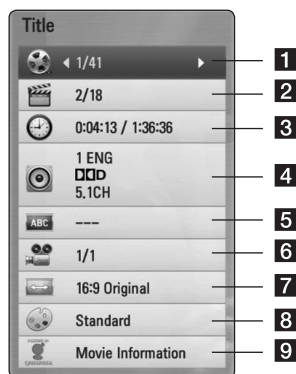 Title
1/41 1
2/18 2
0:04:13 / 1:36:36 3
1 ENG
DD D
5.1CH
4
ABC --- 5
1/1 6
16:9 Original 7
Standard 8
Movie Information 9